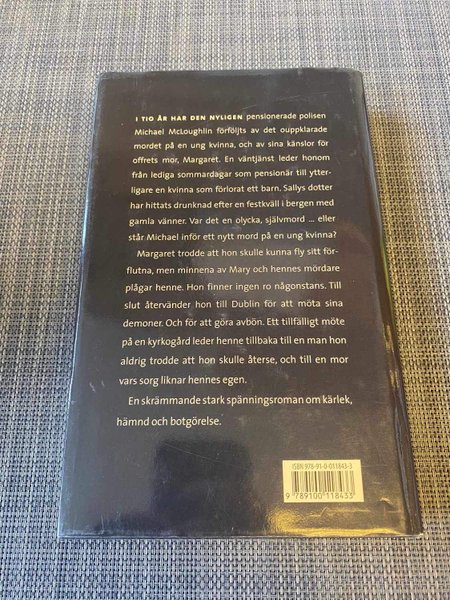 I TIO ÅR HAR DEN NYLIGEN pensionerade polisen
Michael McLoughlin förföljts av det ouppklarade
mordet på en ung kvinna, och av sina känslor för
offrets mor, Margaret. En väntjänst leder honom
från lediga sommardagar som pensionär till ytter-
ligare en kvinna som förlorat ett barn. Sallys dotter
har hittats drunknad efter en festkväll i bergen med
gamla vänner. Var det en olycka, självmord ... eller
står Michael inför ett nytt mord på en ung kvinna?
Margaret trodde att hon skulle kunna fly sitt för-
flutna, men minnena av Mary och hennes mördare
plågar henne. Hon finner ingen ro någonstans. Till
slut återvänder hon till Dublin för att möta sina
demoner. Och för att göra avbön. Ett tillfälligt möte
på en kyrkogård leder henne tillbaka till en man hon
aldrig trodde att hon skulle återse, och till en mor
vars sorg liknar hennes egen.
En skrämmande stark spänningsroman om kärlek,
hämnd och botgörelse.
ISBN 978-91-0-011843-3
9 789100 118433